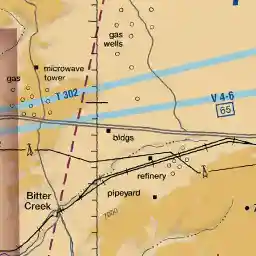 gas
wells
microwave
tower
gas
T 302
V 4-6
65
bldgs
refinery
Bitter
Creek
pipeyard
7000